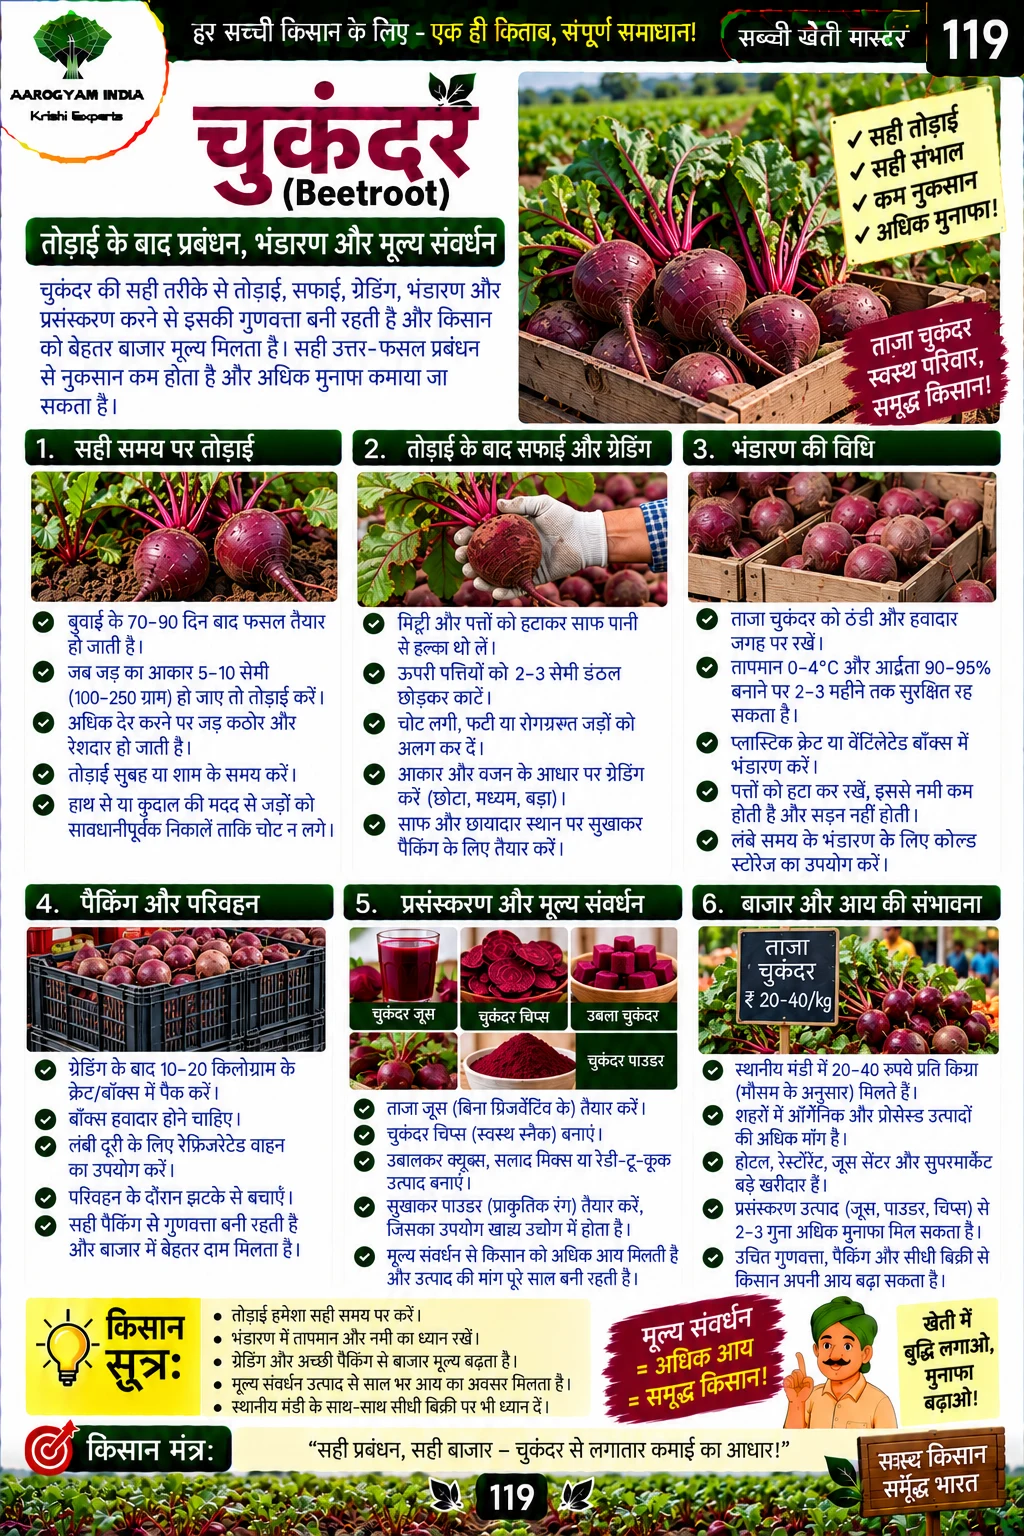 AAROGYAM INDIA
Krishi Experts
हर सच्ची किसान के लिए - एक ही किताब, संपूर्ण समाधान!
सब्जी खेती मास्टर
119
चुकंदर
(Beetroot)
तोड़ाई के बाद प्रबंधन, भंडारण और मूल्य संवर्धन
चुकंदर की सही तरीके से तोड़ाई, सफाई, ग्रेडिंग, भंडारण और
प्रसंस्करण करने से इसकी गुणवत्ता बनी रहती है और किसान
को बेहतर बाजार मूल्य मिलता है। सही उत्तर-फसल प्रबंधन
से नुकसान कम होता है और अधिक मुनाफा कमाया जा
सकता है।
✓ सही तोड़ाई
✓ सही संभाल
✓ कम नुकसान
✓ अधिक मुनाफा!
ताजा चुकंदर
स्वस्थ परिवार,
समृद्ध किसान!
1. सही समय पर तोड़ाई
बुवाई के 70-90 दिन बाद फसल तैयार
हो जाती है।
जब जड़ का आकार 5-10 सेमी
(100-250 ग्राम) हो जाए तो तोड़ाई करें।
अधिक देर करने पर जड़ कठोर और
रेशदार हो जाती है।
तोड़ाई सुबह या शाम के समय करें।
हाथ से या कुदाल की मदद से जड़ों को
सावधानीपूर्वक निकालें ताकि चोट न लगे।
2. तोड़ाई के बाद सफाई और ग्रेडिंग
मिट्टी और पत्तों को हटाकर साफ पानी
से हल्का धो लें।
ऊपरी पत्तियों को 2-3 सेमी डंठल
छोड़कर काटें।
चोट लगी, फटी या रोगग्रस्त जड़ों को
अलग कर दें।
आकार और वजन के आधार पर ग्रेडिंग
करें (छोटा, मध्यम, बड़ा)।
साफ और छायादार स्थान पर सुखाकर
पैकिंग के लिए तैयार करें।
3. भंडारण की विधि
ताजा चुकंदर को ठंडी और हवादार
जगह पर रखें।
तापमान 0-4°C और आर्द्रता 90-95%
बनाने पर 2-3 महीने तक सुरक्षित रह
सकता है।
प्लास्टिक क्रेट या वेंटिलेटेड बॉक्स में
भंडारण करें।
पत्तों को हटा कर रखें, इससे नमी कम
होती है और सड़न नहीं होती।
लंबे समय के भंडारण के लिए कोल्ड
स्टोरेज का उपयोग करें।
4. पैकिंग और परिवहन
ग्रेडिंग के बाद 10-20 किलोग्राम के
क्रेट/बॉक्स में पैक करें।
बॉक्स हवादार होने चाहिए।
लंबी दूरी के लिए रेफ्रिजरेटेड वाहन
का उपयोग करें।
परिवहन के दौरान झटके से बचाएँ।
सही पैकिंग से गुणवत्ता बनी रहती है
और बाजार में बेहतर दाम मिलता है।
5. प्रसंस्करण और मूल्य संवर्धन
चुकंदर जूस
चुकंदर चिप्स
उबला चुकंदर
चुकंदर पाउडर
ताजा जूस (बिना प्रिजर्वेटिव के) तैयार करें।
चुकंदर चिप्स (स्वस्थ स्नैक) बनाएं।
उबालकर क्यूब्स, सलाद मिक्स या रेडी-टू-कूक
उत्पाद बनाएं।
सुखाकर पाउडर (प्राकृतिक रंग) तैयार करें,
जिसका उपयोग खाद्य उद्योग में होता है।
मूल्य संवर्धन से किसान को अधिक आय मिलती है
और उत्पाद की मांग पूरे साल बनी रहती है।
6. बाजार और आय की संभावना
ताजा
चुकंदर
₹ 20-40/kg
स्थानीय मंडी में 20-40 रुपये प्रति किग्रा
(मौसम के अनुसार) मिलते हैं।
शहरों में ऑर्गेनिक और प्रोसेस्ड उत्पादों
की अधिक मांग है।
होटल, रेस्टोरेंट, जूस सेंटर और सुपरमार्केट
बड़े खरीदार हैं।
प्रसंस्करण उत्पाद (जूस, पाउडर, चिप्स) से
2-3 गुना अधिक मुनाफा मिल सकता है।
उचित गुणवत्ता, पैकिंग और सीधी बिक्री से
किसान अपनी आय बढ़ा सकता है।
किसान
सूत्र:
• तोड़ाई हमेशा सही समय पर करें।
• भंडारण में तापमान और नमी का ध्यान रखें।
• ग्रेडिंग और अच्छी पैकिंग से बाजार मूल्य बढ़ता है।
• मूल्य संवर्धन उत्पाद से साल भर आय का अवसर मिलता है।
• स्थानीय मंडी के साथ-साथ सीधी बिक्री पर भी ध्यान दें।
मूल्य संवर्धन
= अधिक आय
= समृद्ध किसान!
खेती में
बुद्धि लगाओ,
मुनाफा
बढ़ाओ!
किसान मंत्र:
“सही प्रबंधन, सही बाजार – चुकंदर से लगातार कमाई का आधार!”
किसान
भारत
119